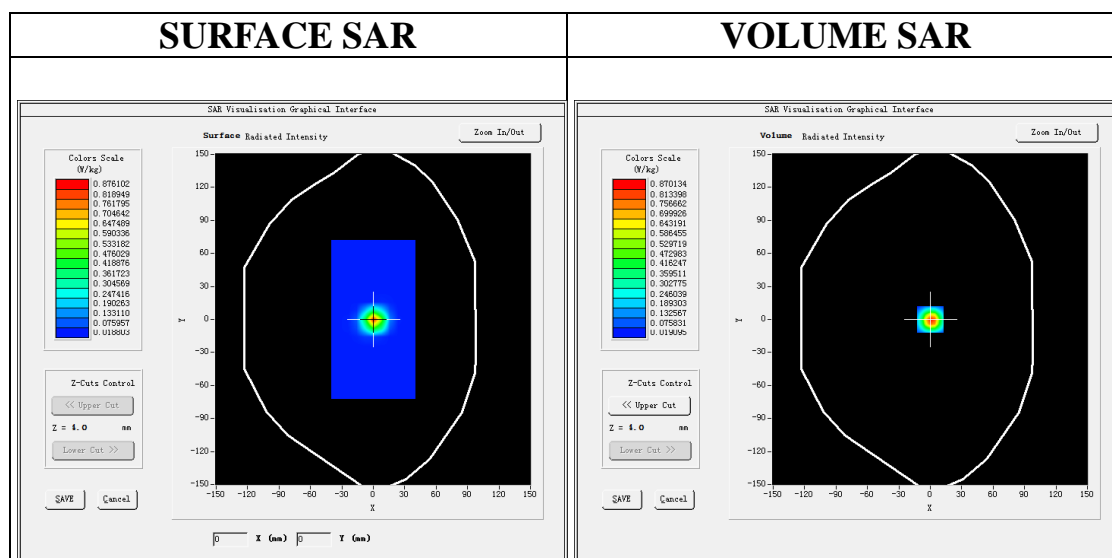 SURFACE SAR
VOLUME SAR
SAR Visualisation Graphical Interface
Surface Radiated Intensity
Zoom In/Out
Colors Scale
(W/kg)
0.876102
0.818949
0.761795
0.704642
0.647489
0.590336
0.533182
0.476029
0.418876
0.361723
0.304569
0.247416
0.190263
0.133110
0.075957
0.018803
150
120
90
60
30
0
-30
-60
-90
-120
-150
Y
-150 -120 -90 -60 -30 0 30 60 90 120 150
X
Z-Cuts Control
<< Upper Cut
Z = 4.0 mm
Lower Cut >>
SAVE Cancel
0 X (mm) 0 Y (mm)
SAR Visualisation Graphical Interface
Volume Radiated Intensity
Zoom In/Out
Colors Scale
(W/kg)
0.870134
0.813398
0.756662
0.699926
0.643191
0.586455
0.529719
0.472983
0.416247
0.359511
0.302775
0.246039
0.189303
0.132567
0.075831
0.019095
150
120
90
60
30
0
-30
-60
-90
-120
-150
Y
-150 -120 -90 -60 -30 0 30 60 90 120 150
X
Z-Cuts Control
<< Upper Cut
Z = 4.0 mm
Lower Cut >>
SAVE Cancel